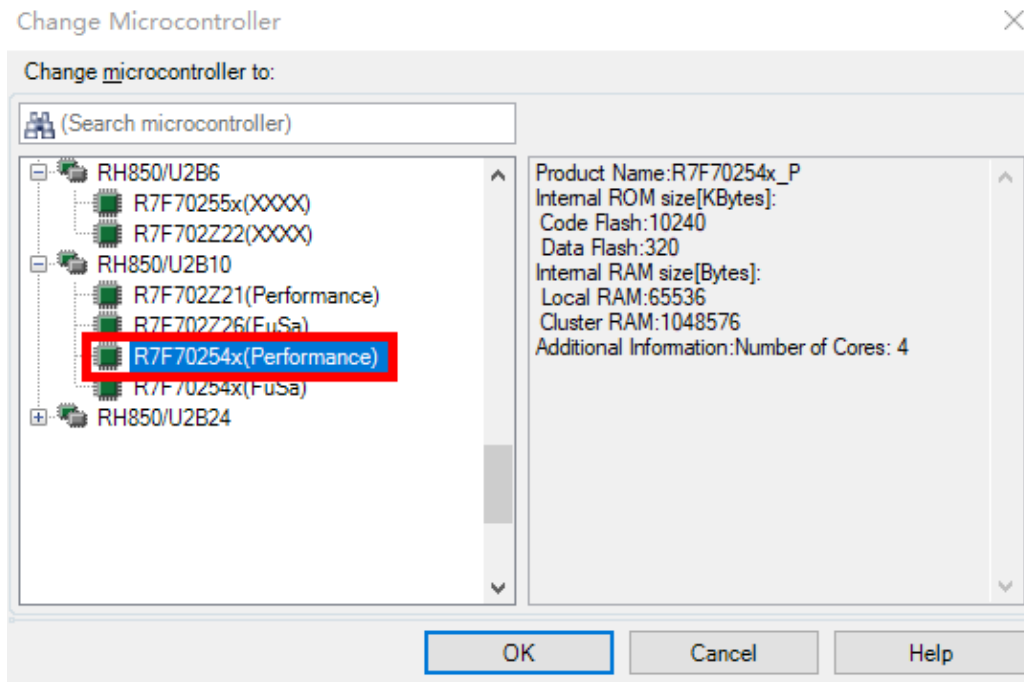 Change Microcontroller
Change microcontroller to:
(Search microcontroller)
RH850/U2B6
R7F70255x(XXXX)
R7F702Z22(XXXX)
RH850/U2B10
R7F702Z21(Performance)
R7F702Z26(FuSa)
R7F70254x(Performance)
R7F70254x(FuSa)
RH850/U2B24
Product Name:R7F70254x_P
Internal ROM size[KBytes]:
Code Flash:10240
Data Flash:320
Internal RAM size[Bytes]:
Local RAM:65536
Cluster RAM:1048576
Additional Information:Number of Cores: 4
OK
Cancel
Help